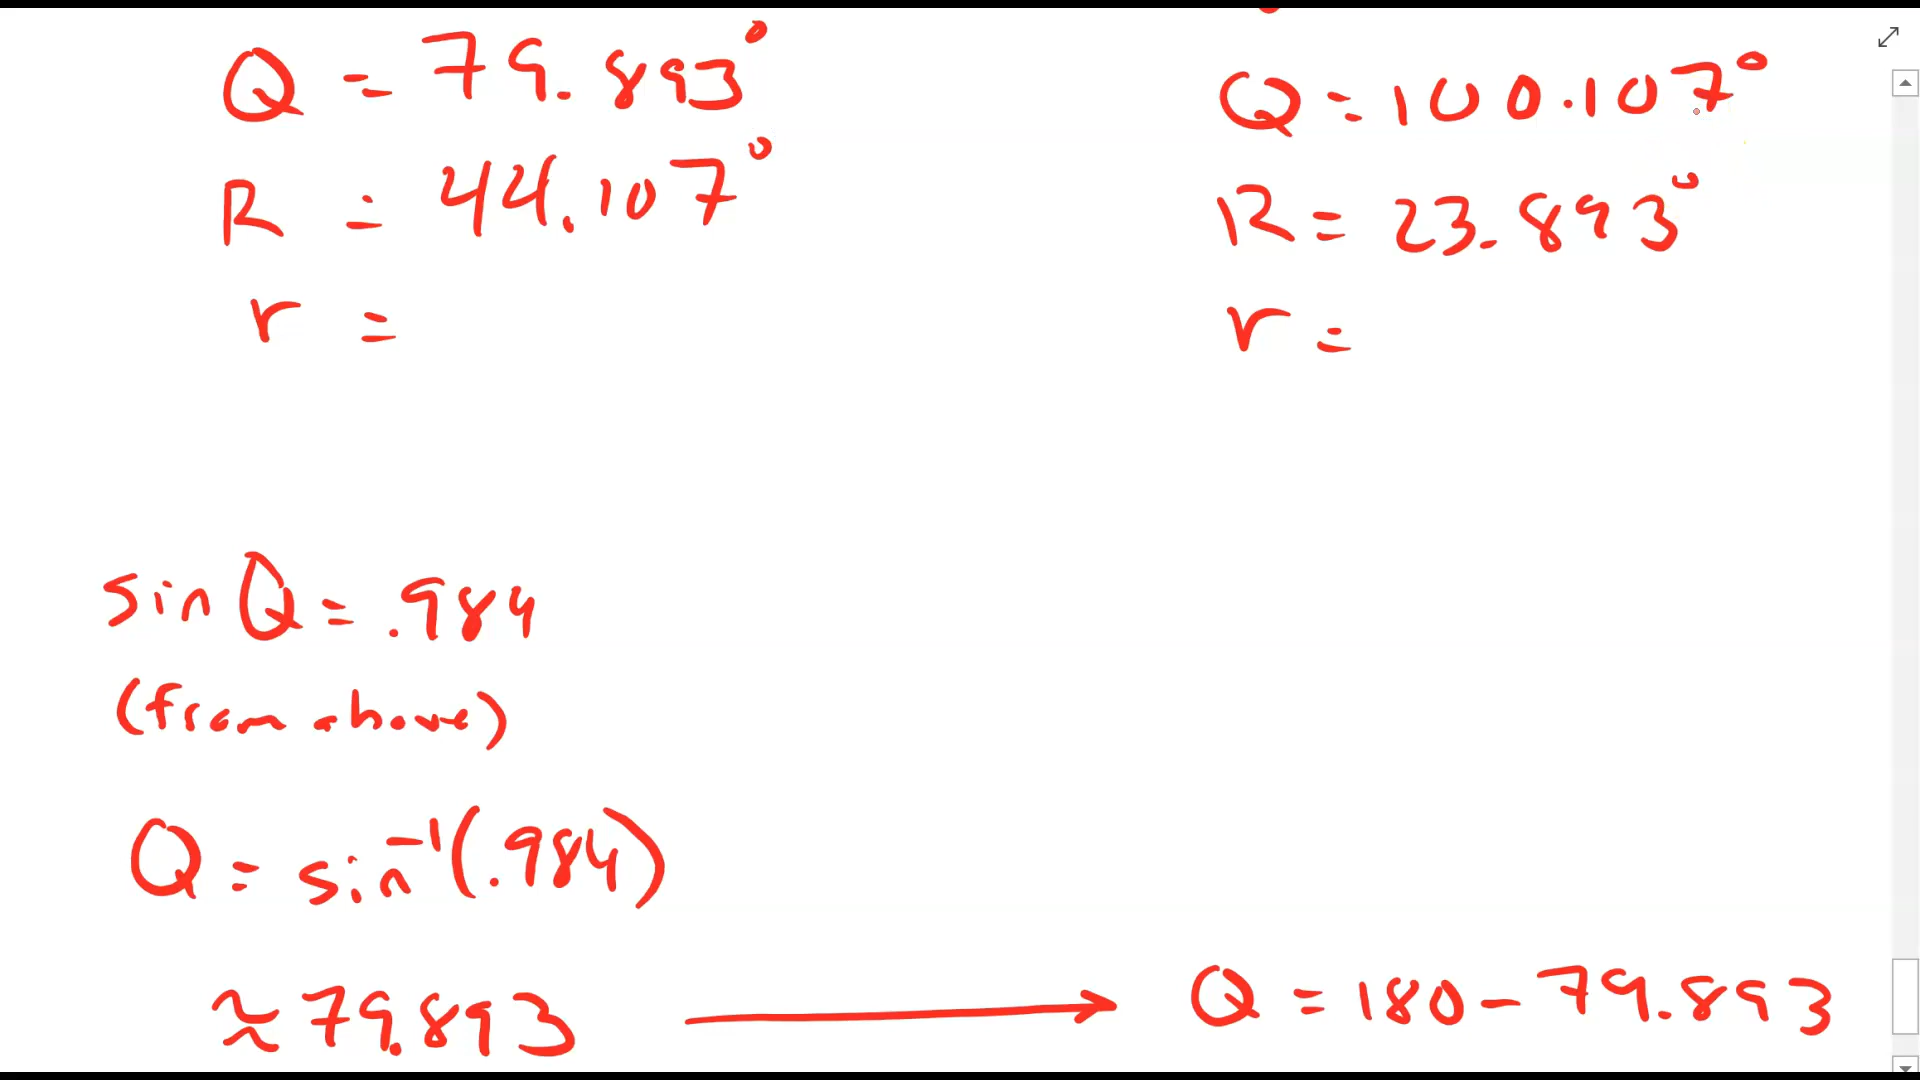 Q = 79.893°
R = 44.107°
r =
Q = 100.107°
R = 23.893°
r =
sin Q = .984
(from above)
Q = sin⁻¹(.984)
≈ 79.893 → Q = 180 - 79.893